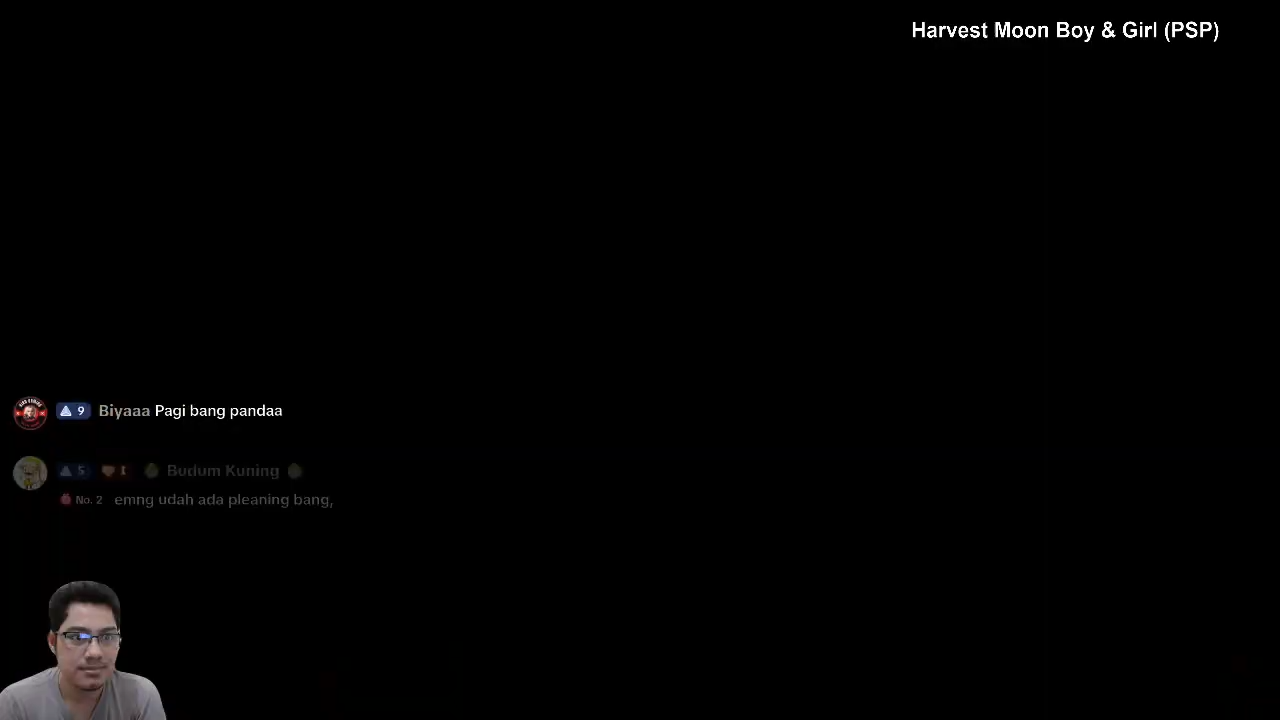 Harvest Moon Boy & Girl (PSP)
9 Biyaaa Pagi bang pandaa
5 1 Budum Kuning
No. 2 emng udah ada pleaning bang,